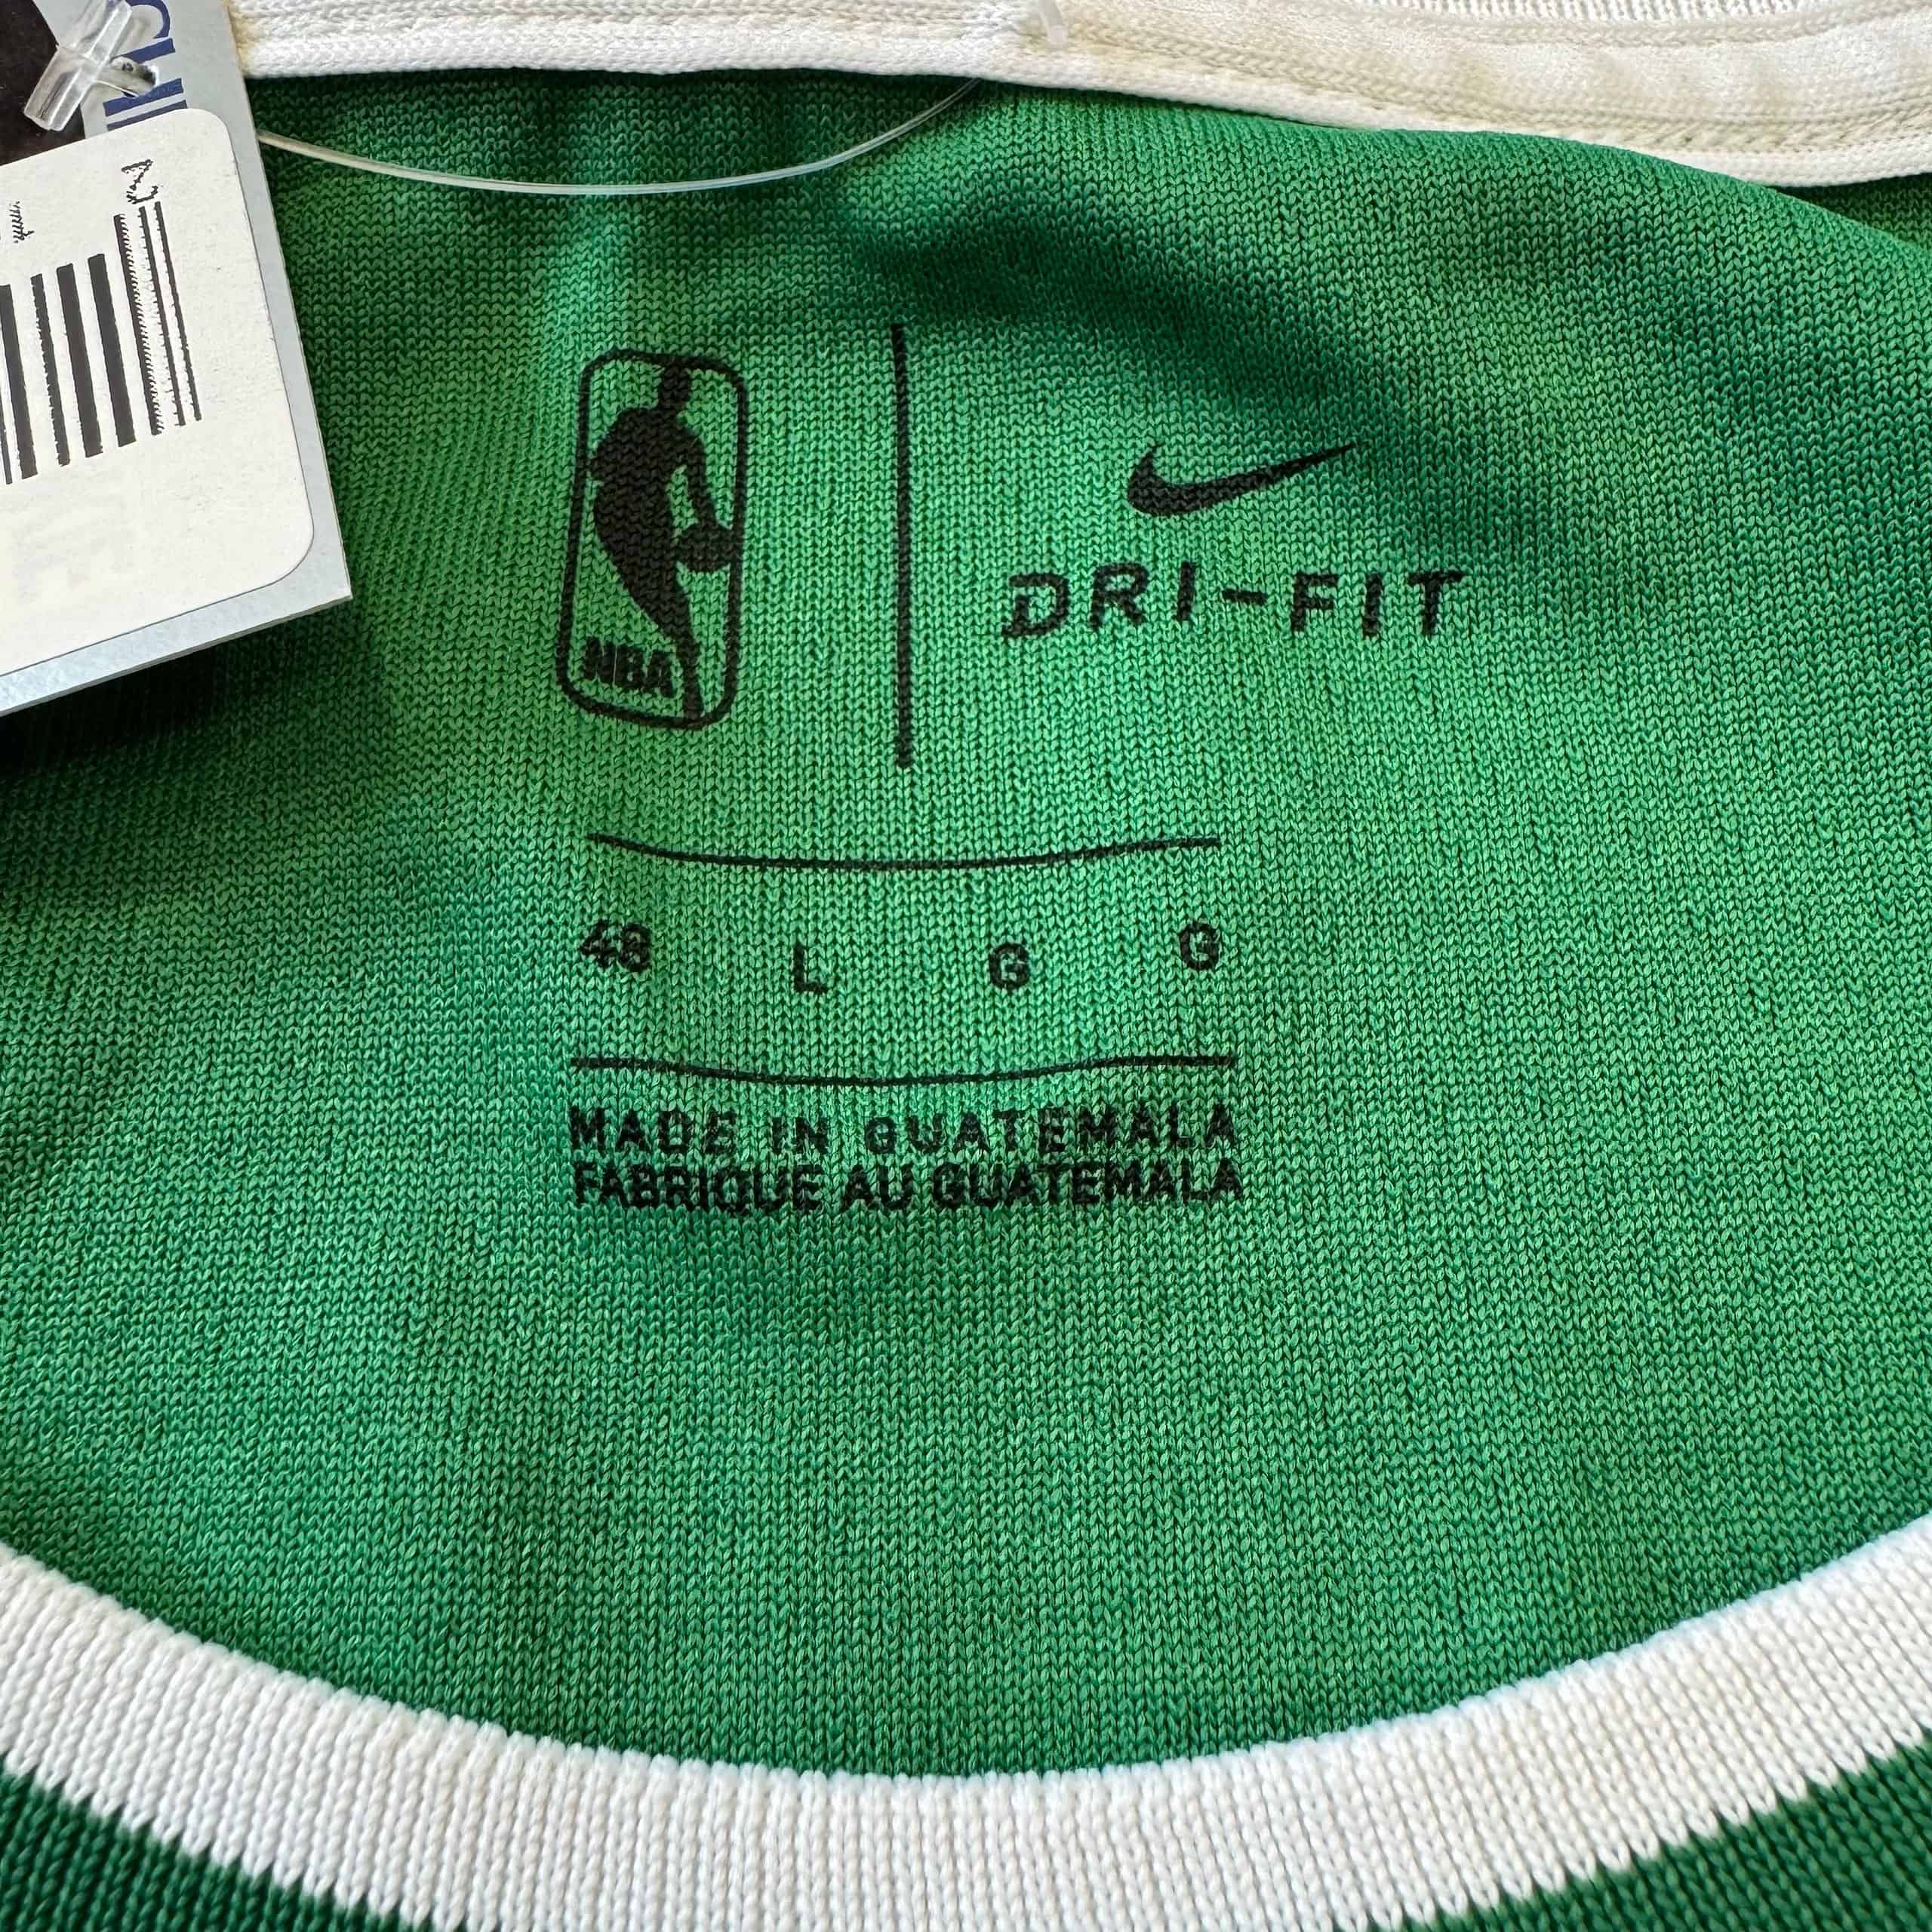 NBA
DRI-FIT
48 L G G
MADE IN GUATEMALA
FABRIQUE AU GUATEMALA